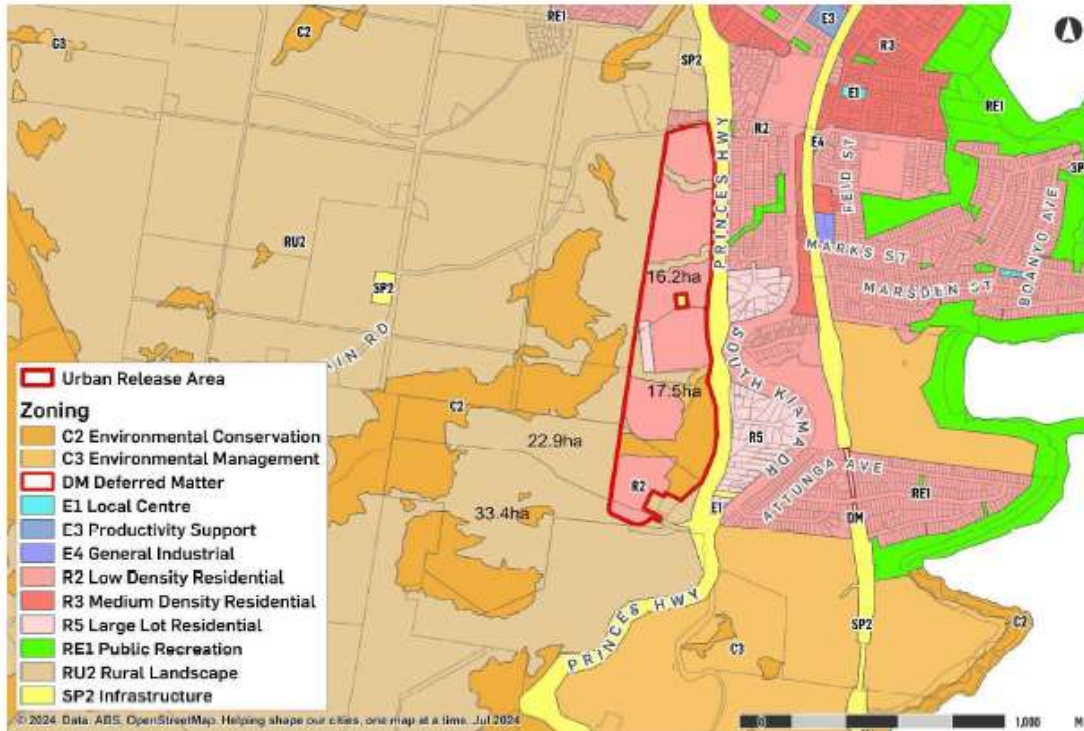 RE1
C2
C3
E3
R3
SP2
E1
RE1
R2
E4
REID ST
PRINCES HWY
RU2
SP2
MARKS ST
BOANYO AVE
MARSDEN ST
16.2ha
17.5ha
SOUTH KIAMA DR
C2
22.9ha
R5
33.4ha
R2
ATTUNGA AVE
RE1
E1
DM
PRINCES HWY
SP2
C3
C2
Urban Release Area
Zoning
C2 Environmental Conservation
C3 Environmental Management
DM Deferred Matter
E1 Local Centre
E3 Productivity Support
E4 General Industrial
R2 Low Density Residential
R3 Medium Density Residential
R5 Large Lot Residential
RE1 Public Recreation
RU2 Rural Landscape
SP2 Infrastructure
© 2024. Data: ABS, OpenStreetMap. Helping shape our cities, one map at a time. Jul 2024
0 1,000 M